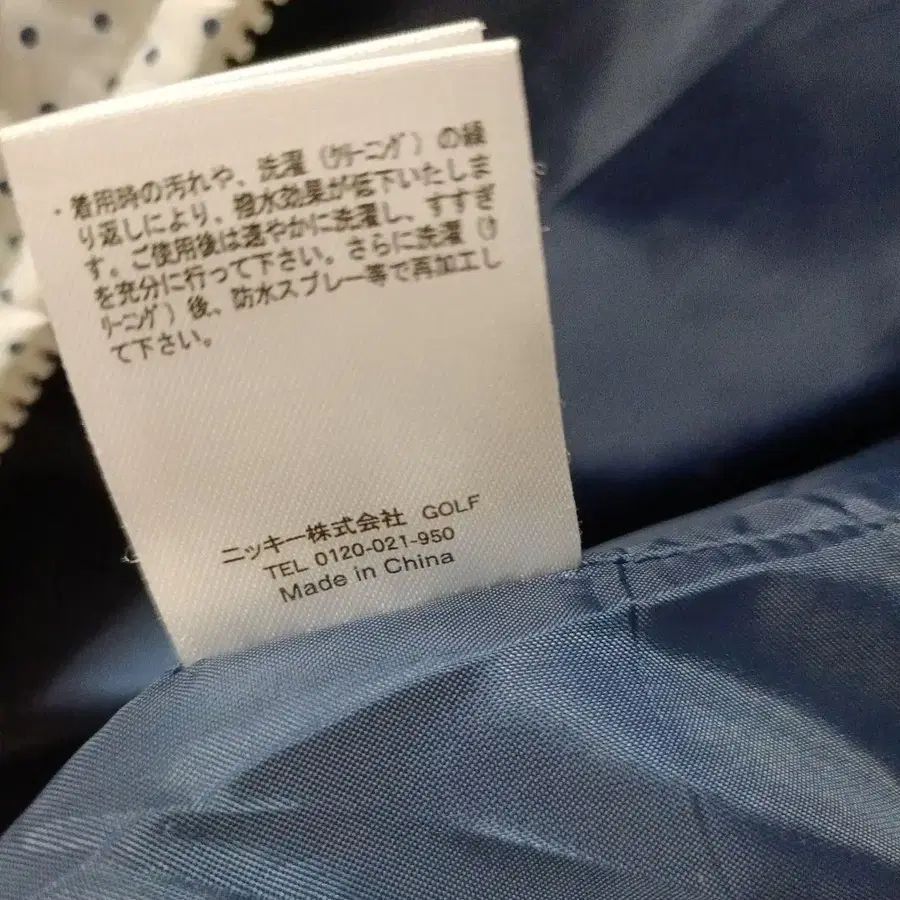 ・着用時の汚れや、洗濯（ｸﾘｰﾆﾝｸﾞ）の繰
り返しにより、撥水効果が低下いたしま
す。ご使用後は速やかに洗濯し、すすぎ
を充分に行って下さい。さらに洗濯（ｸ
ﾘｰﾆﾝｸﾞ）後、防水スプレー等で再加工し
て下さい。
ニッキー株式会社 GOLF
TEL 0120-021-950
Made in China